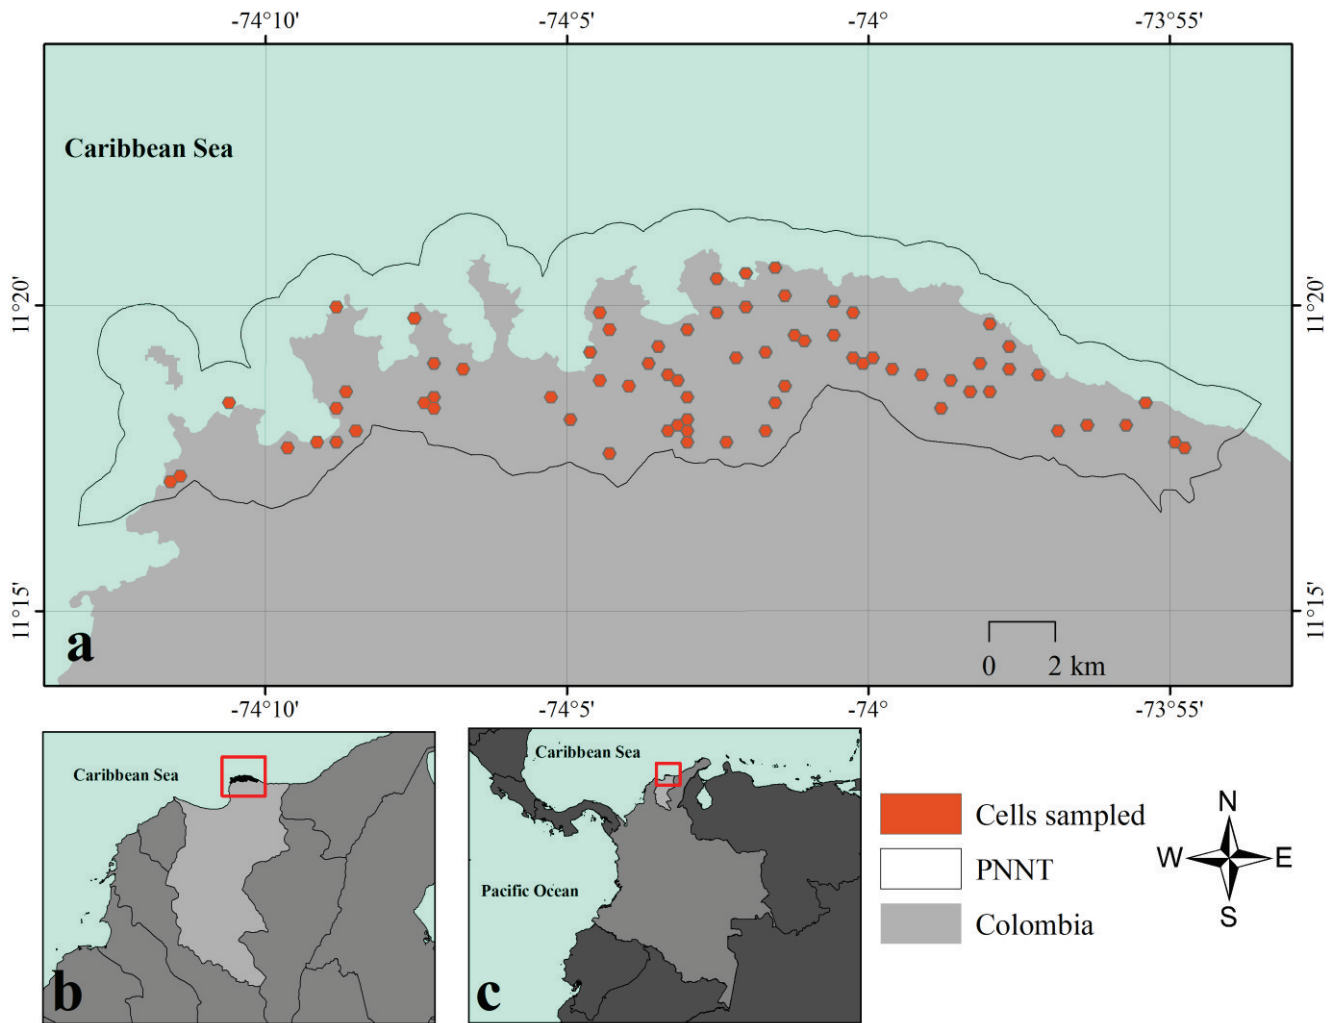 -74°10'
-74°5'
-74°
-73°55'
Caribbean Sea
11°20'
11°20'
11°15'
11°15'
a
0
2 km
-74°10'
-74°5'
-74°
-73°55'
Caribbean Sea
b
Caribbean Sea
Pacific Ocean
c
Cells sampled
PNNT
Colombia
N
W
E
S